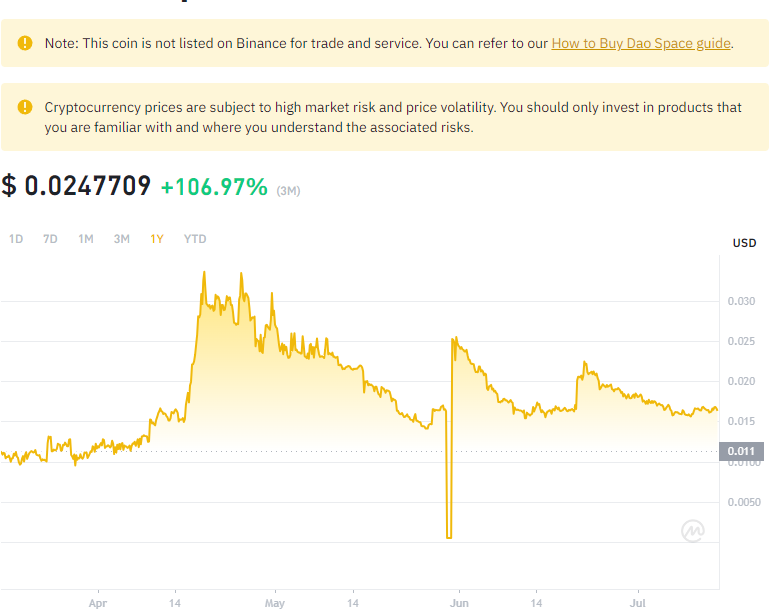 Note: This coin is not listed on Binance for trade and service. You can refer to our How to Buy Dao Space guide.
Cryptocurrency prices are subject to high market risk and price volatility. You should only invest in products that
you are familiar with and where you understand the associated risks.
$ 0.0247709 +106.97% (3M)
1D 7D 1M 3M 1Y YTD
USD
0.030
0.025
0.020
0.015
0.011
0.0100
0.0050
Apr 14 May 14 Jun 14 Jul